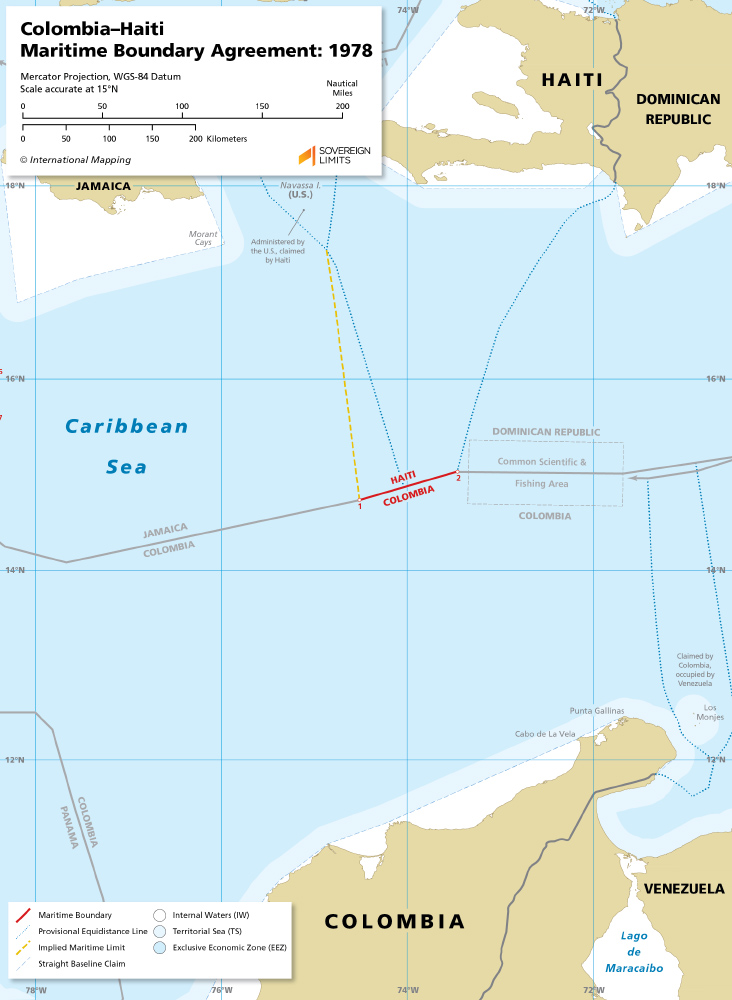 Colombia–Haiti
Maritime Boundary Agreement: 1978
Mercator Projection, WGS-84 Datum
Scale accurate at 15°N
Nautical
Miles
0 50 100 150 200
0 50 100 150 200 Kilometers
© International Mapping
SOVEREIGN
LIMITS
74°W
72°W
HAITI
DOMINICAN
REPUBLIC
JAMAICA
18°N
18°N
Navassa I.
(U.S.)
Administered by
the U.S., claimed
by Haiti
Morant
Cays
16°N
16°N
Caribbean
Sea
DOMINICAN REPUBLIC
Common Scientific &
Fishing Area
COLOMBIA
HAITI
COLOMBIA
1
2
JAMAICA
COLOMBIA
14°N
14°N
Claimed by
Colombia,
occupied by
Venezuela
Los
Monjes
Punta Gallinas
Cabo de La Vela
12°N
12°N
COLOMBIA
PANAMA
COLOMBIA
VENEZUELA
Lago
de
Maracaibo
Maritime Boundary
Provisional Equidistance Line
Implied Maritime Limit
Straight Baseline Claim
Internal Waters (IW)
Territorial Sea (TS)
Exclusive Economic Zone (EEZ)
78°W
76°W
74°W
72°W